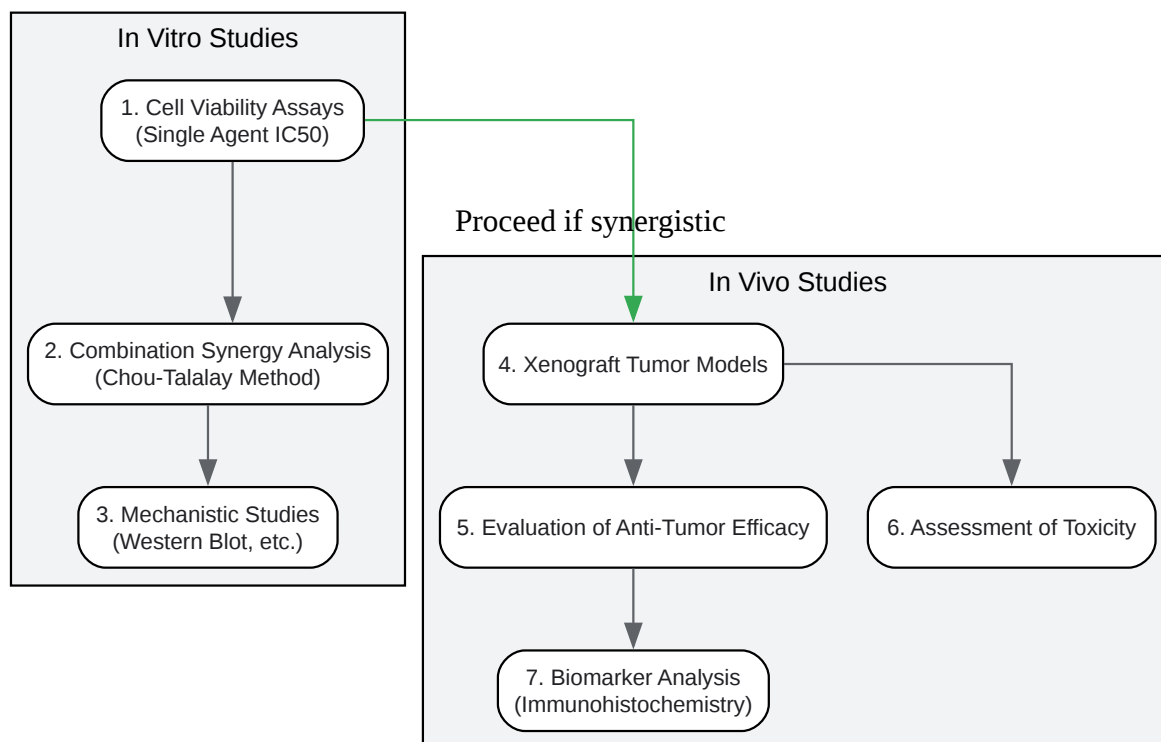 In Vitro Studies
1. Cell Viability Assays
(Single Agent IC50)
Proceed if synergistic
In Vivo Studies
2. Combination Synergy Analysis
(Chou-Talalay Method)
4. Xenograft Tumor Models
3. Mechanistic Studies
(Western Blot, etc.)
5. Evaluation of Anti-Tumor Efficacy
6. Assessment of Toxicity
7. Biomarker Analysis
(Immunohistochemistry)